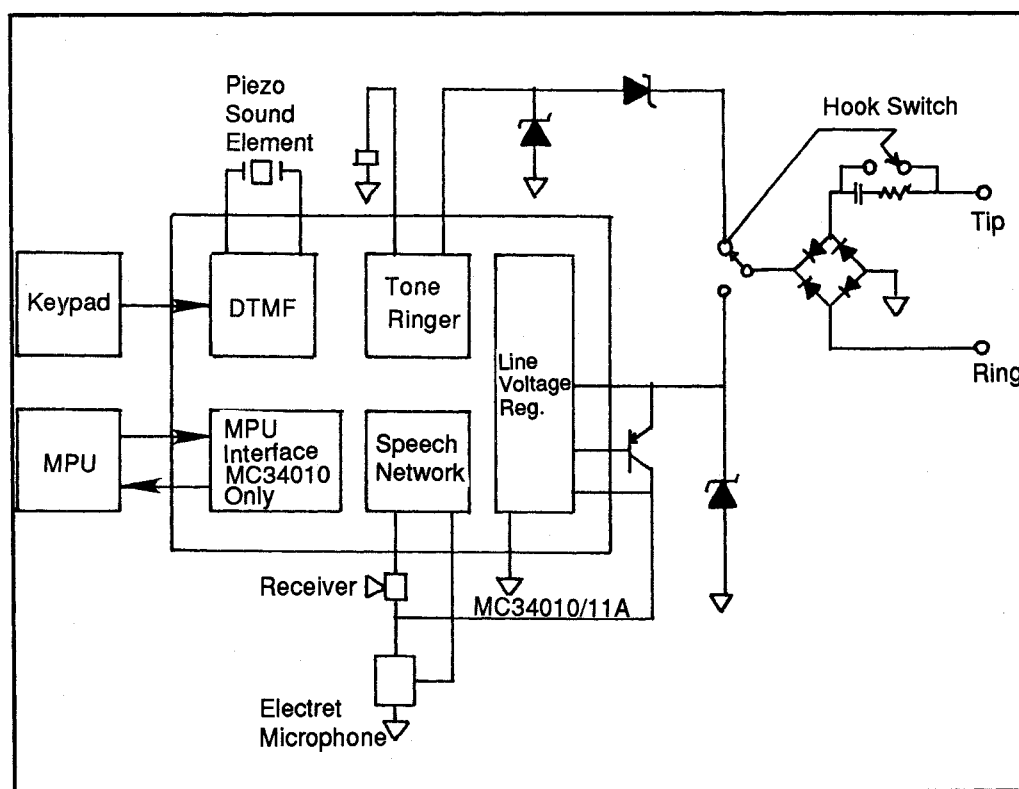 Piezo
Sound
Element
Hook Switch
Tip
Keypad
DTMF
Tone
Ringer
Line
Voltage
Reg.
Ring
MPU
MPU
Interface
MC34010
Only
Speech
Network
Receiver
MC34010/11A
Electret
Microphone